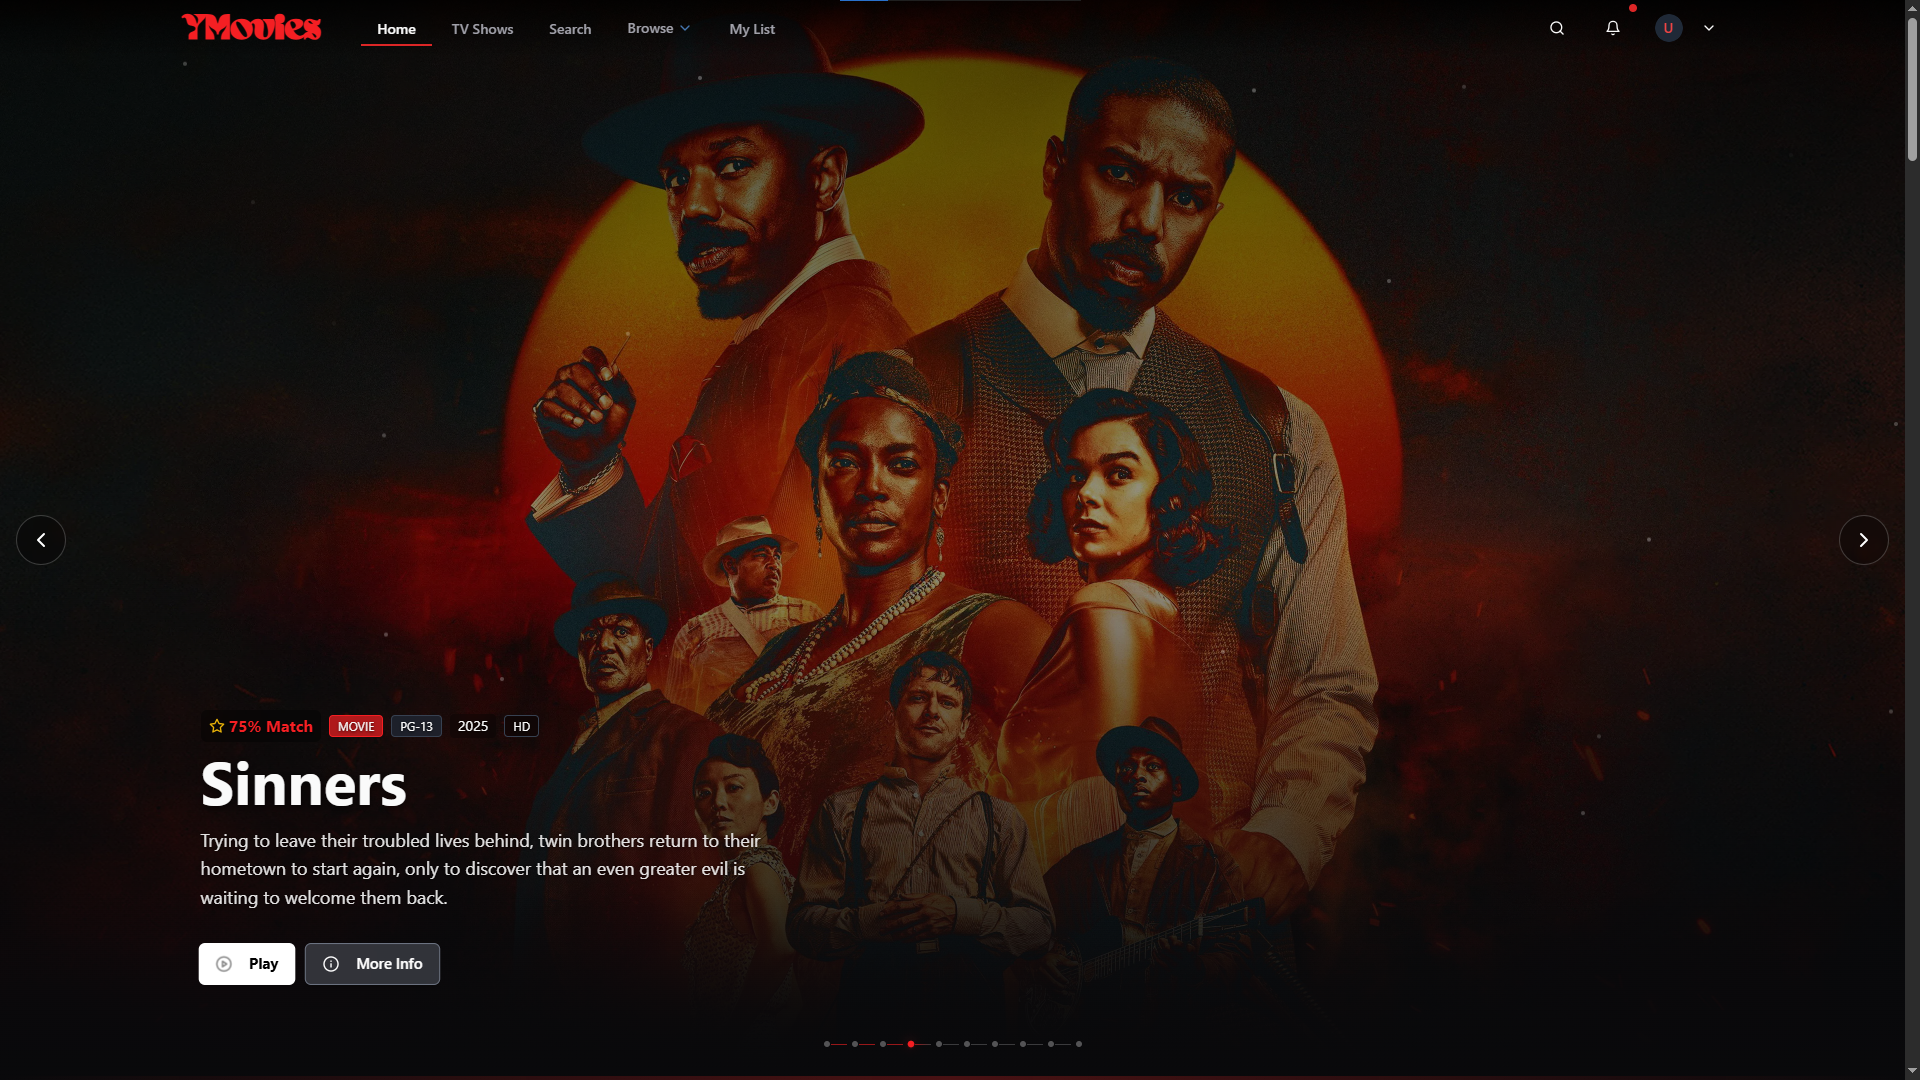 YMovies
Home
TV Shows
Search
Browse
My List
U
75% Match
MOVIE
PG-13
2025
HD
Sinners
Trying to leave their troubled lives behind, twin brothers return to their
hometown to start again, only to discover that an even greater evil is
waiting to welcome them back.
Play
More Info